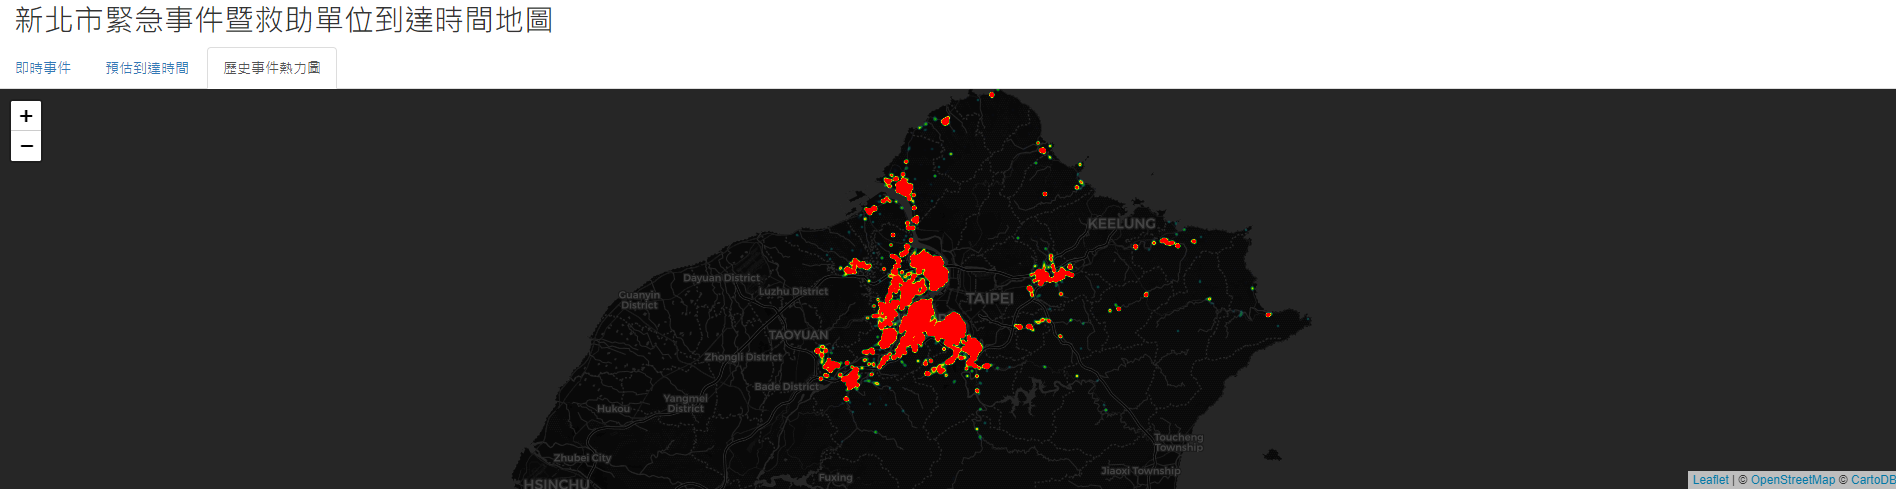 新北市緊急事件暨救助單位到達時間地圖
即時事件 預估到達時間 歷史事件熱力圖
+
−
KEELUNG
Dayuan District
Luzhu District
Guanyin
District
TAIPEI
TAOYUAN
Zhongli District
Bade District
Yangmei
District
Hukou
Toucheng
Township
Zhubei City
Jiaoxi Township
Fuxing
HSINCHU
Leaflet | © OpenStreetMap © CartoDB